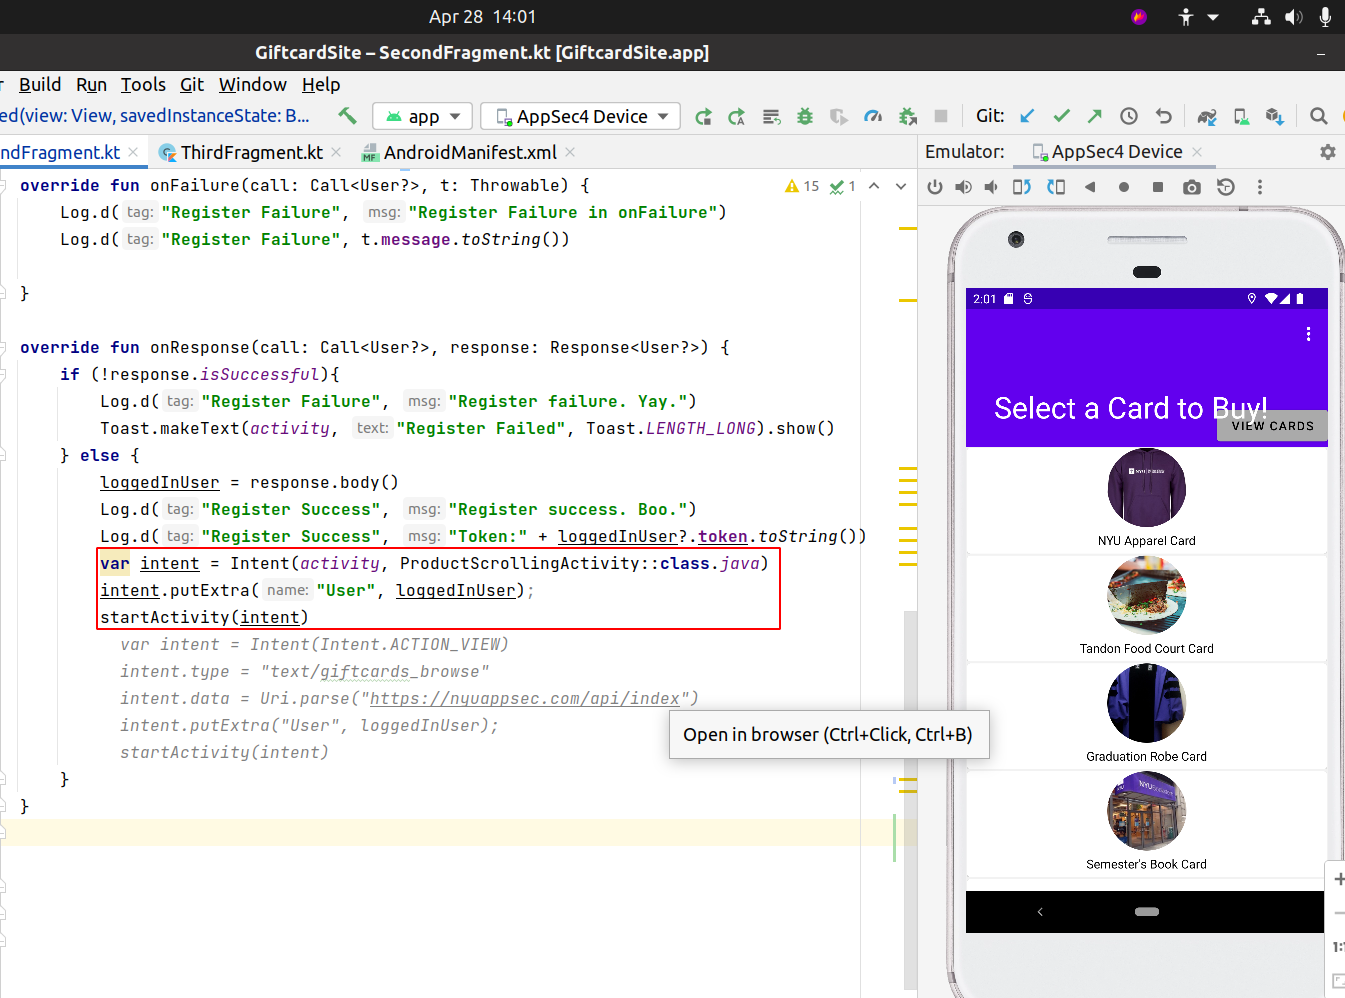 Apr 28 14:01
GiftcardSite – SecondFragment.kt [GiftcardSite.app]
r Build Run Tools Git Window Help
ed(view: View, savedInstanceState: B... app AppSec4 Device Git:
ndFragment.kt ThirdFragment.kt AndroidManifest.xml
override fun onFailure(call: Call<User?>, t: Throwable) {
15 1
Log.d( tag: "Register Failure", msg: "Register Failure in onFailure")
Log.d( tag: "Register Failure", t.message.toString())
}
override fun onResponse(call: Call<User?>, response: Response<User?>) {
if (!response.isSuccessful){
Log.d( tag: "Register Failure", msg: "Register failure. Yay.")
Toast.makeText(activity, text: "Register Failed", Toast.LENGTH_LONG).show()
} else {
loggedInUser = response.body()
Log.d( tag: "Register Success", msg: "Register success. Boo.")
Log.d( tag: "Register Success", msg: "Token:" + loggedInUser?.token.toString())
var intent = Intent(activity, ProductScrollingActivity::class.java)
intent.putExtra( name: "User", loggedInUser);
startActivity(intent)
var intent = Intent(Intent.ACTION_VIEW)
intent.type = "text/giftcards_browse"
intent.data = Uri.parse("https://nyuappsec.com/api/index")
intent.putExtra("User", loggedInUser);
startActivity(intent)
}
}
Open in browser (Ctrl+Click, Ctrl+B)
Emulator: AppSec4 Device
2:01
Select a Card to Buy!
VIEW CARDS
NYU Apparel Card
Tandon Food Court Card
Graduation Robe Card
NYU
Semester's Book Card
1:1